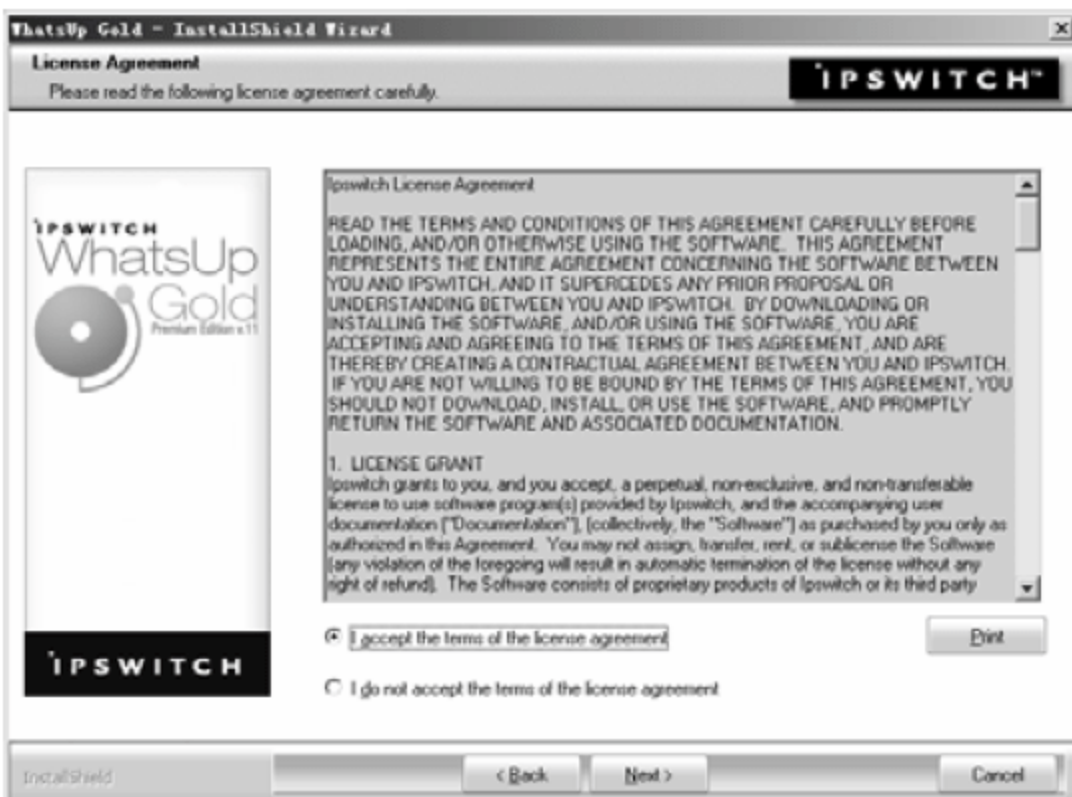 WhatsUp Gold - InstallShield Wizard
License Agreement
Please read the following license agreement carefully.
IPSWITCH™
IPSWITCH
WhatsUp
Gold
Premium Edition v.11
IPSWITCH
Ipswitch License Agreement
READ THE TERMS AND CONDITIONS OF THIS AGREEMENT CAREFULLY BEFORE
LOADING, AND/OR OTHERWISE USING THE SOFTWARE. THIS AGREEMENT
REPRESENTS THE ENTIRE AGREEMENT CONCERNING THE SOFTWARE BETWEEN
YOU AND IPSWITCH, AND IT SUPERCEDES ANY PRIOR PROPOSAL OR
UNDERSTANDING BETWEEN YOU AND IPSWITCH. BY DOWNLOADING OR
INSTALLING THE SOFTWARE, AND/OR USING THE SOFTWARE, YOU ARE
ACCEPTING AND AGREEING TO THE TERMS OF THIS AGREEMENT, AND ARE
THEREBY CREATING A CONTRACTUAL AGREEMENT BETWEEN YOU AND IPSWITCH.
IF YOU ARE NOT WILLING TO BE BOUND BY THE TERMS OF THIS AGREEMENT, YOU
SHOULD NOT DOWNLOAD, INSTALL, OR USE THE SOFTWARE, AND PROMPTLY
RETURN THE SOFTWARE AND ASSOCIATED DOCUMENTATION.
1. LICENSE GRANT
Ipswitch grants to you, and you accept, a perpetual, non-exclusive, and non-transferable
license to use software program(s) provided by Ipswitch, and the accompanying user
documentation ("Documentation"), (collectively, the "Software") as purchased by you only as
authorized in this Agreement. You may not assign, transfer, rent, or sublicense the Software
(any violation of the foregoing will result in automatic termination of the license without any
right of refund). The Software consists of proprietary products of Ipswitch or its third party
I accept the terms of the license agreement
Print
I do not accept the terms of the license agreement
InstallShield
< Back
Next >
Cancel